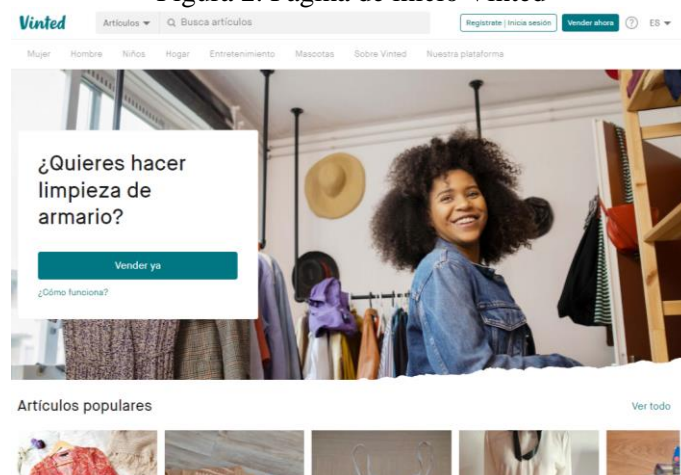 Figura 2. Página de inicio Vinted
Vinted
Artículos
Busca artículos
Regístrate | Inicia sesión
Vender ahora
?
ES
Mujer Hombre Niños Hogar Entretenimiento Mascotas Sobre Vinted Nuestra plataforma
¿Quieres hacer
limpieza de
armario?
Vender ya
¿Cómo funciona?
Artículos populares
Ver todo